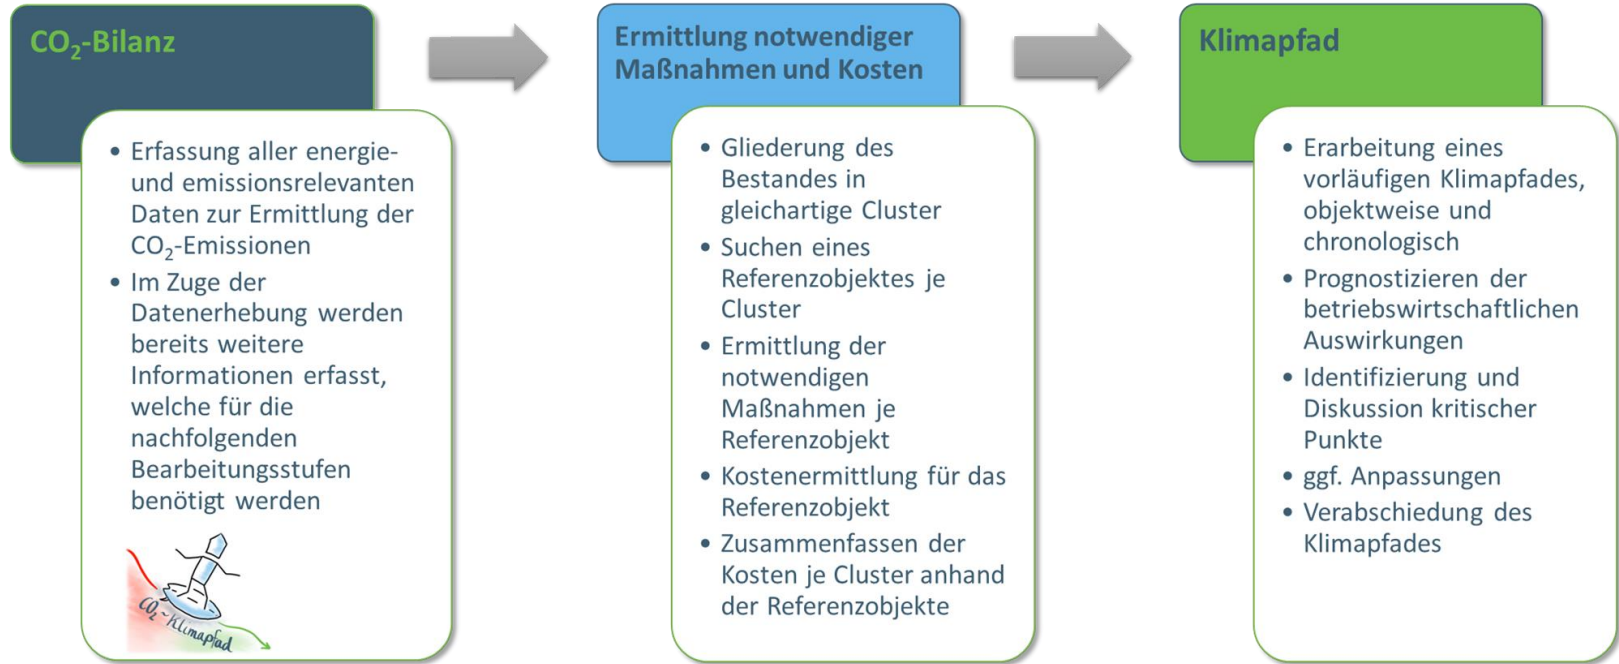 CO₂-Bilanz
• Erfassung aller energie-
und emissionsrelevanten
Daten zur Ermittlung der
CO₂-Emissionen
• Im Zuge der
Datenerhebung werden
bereits weitere
Informationen erfasst,
welche für die
nachfolgenden
Bearbeitungsstufen
benötigt werden
CO₂-Klimapfad
Ermittlung notwendiger
Maßnahmen und Kosten
• Gliederung des
Bestandes in
gleichartige Cluster
• Suchen eines
Referenzobjektes je
Cluster
• Ermittlung der
notwendigen
Maßnahmen je
Referenzobjekt
• Kostenermittlung für das
Referenzobjekt
• Zusammenfassen der
Kosten je Cluster anhand
der Referenzobjekte
Klimapfad
• Erarbeitung eines
vorläufigen Klimapfades,
objektweise und
chronologisch
• Prognostizieren der
betriebswirtschaftlichen
Auswirkungen
• Identifizierung und
Diskussion kritischer
Punkte
• ggf. Anpassungen
• Verabschiedung des
Klimapfades